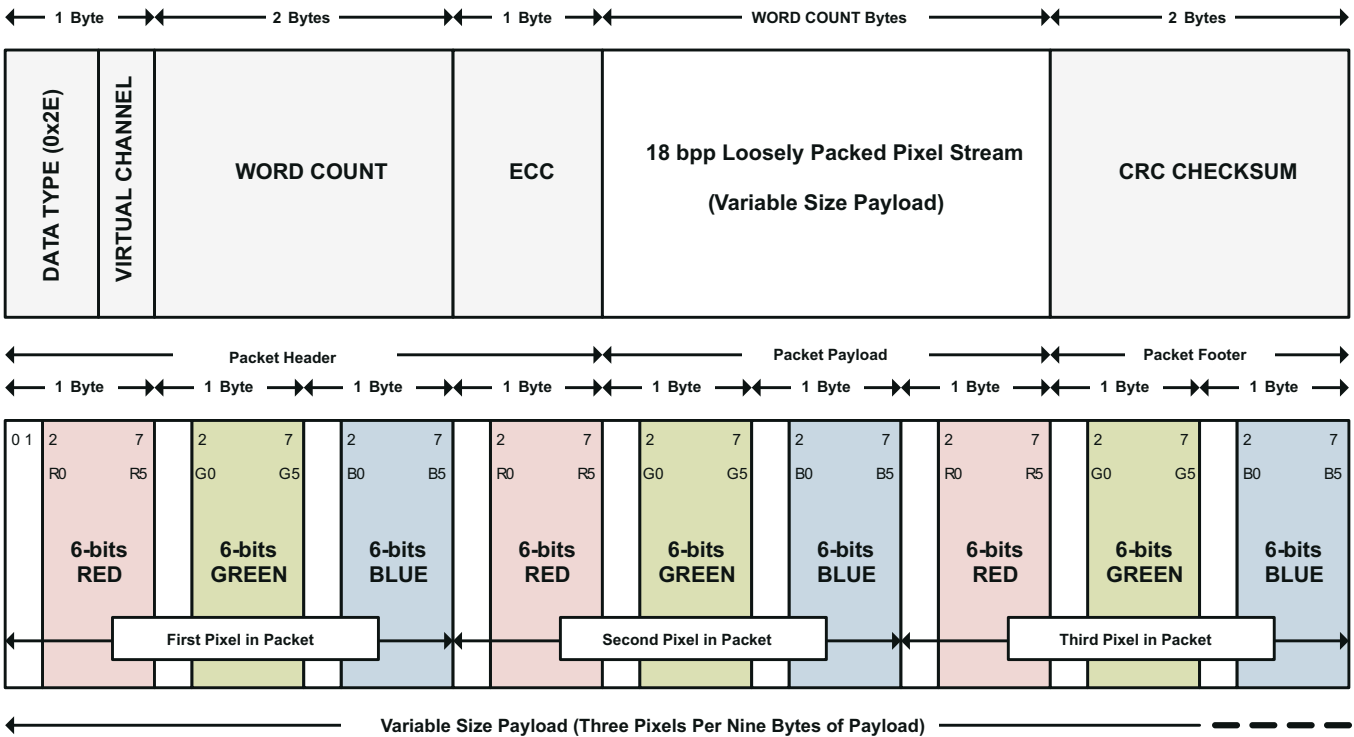 1 Byte 2 Bytes 1 Byte WORD COUNT Bytes 2 Bytes
DATA TYPE (0x2E)
VIRTUAL CHANNEL
WORD COUNT
ECC
18 bpp Loosely Packed Pixel Stream
(Variable Size Payload)
CRC CHECKSUM
Packet Header Packet Payload Packet Footer
1 Byte 1 Byte 1 Byte 1 Byte 1 Byte 1 Byte 1 Byte 1 Byte 1 Byte
0 1 2 7 2 7 2 7 2 7 2 7 2 7 2 7 2 7 2 7
R0 R5 G0 G5 B0 B5 R0 R5 G0 G5 B0 B5 R0 R5 G0 G5 B0 B5
6-bits 6-bits 6-bits 6-bits 6-bits 6-bits 6-bits 6-bits 6-bits
RED GREEN BLUE RED GREEN BLUE RED GREEN BLUE
First Pixel in Packet Second Pixel in Packet Third Pixel in Packet
Variable Size Payload (Three Pixels Per Nine Bytes of Payload)